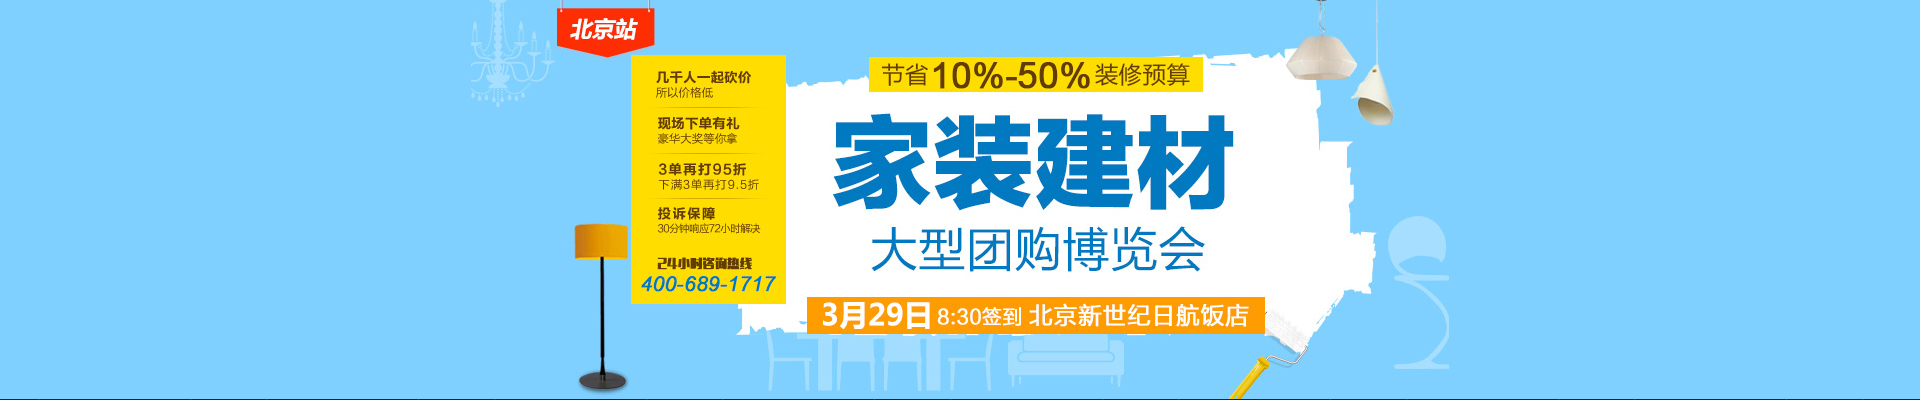 北京站
几千人一起砍价
所以价格低
现场下单有礼
豪华大奖等你拿
3单再打95折
下满3单再打9.5折
投诉保障
30分钟响应72小时解决
24小时咨询热线
400-689-1717
节省10%-50%装修预算
家装建材
大型团购博览会
3月29日 8:30签到 北京新世纪日航饭店